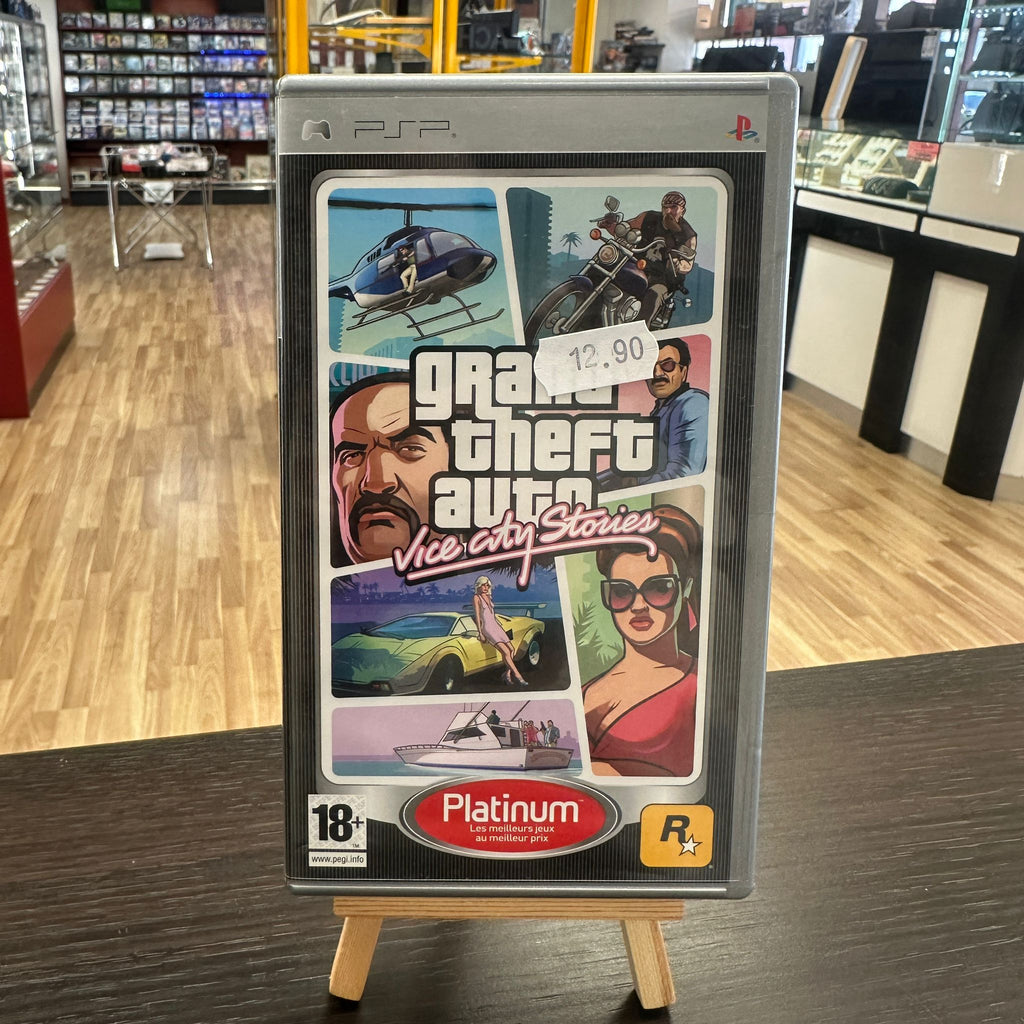 PSP
12.90
grand
theft
auto
Vice City Stories
18+
www.pegi.info
Platinum™
Les meilleurs jeux
au meilleur prix
R